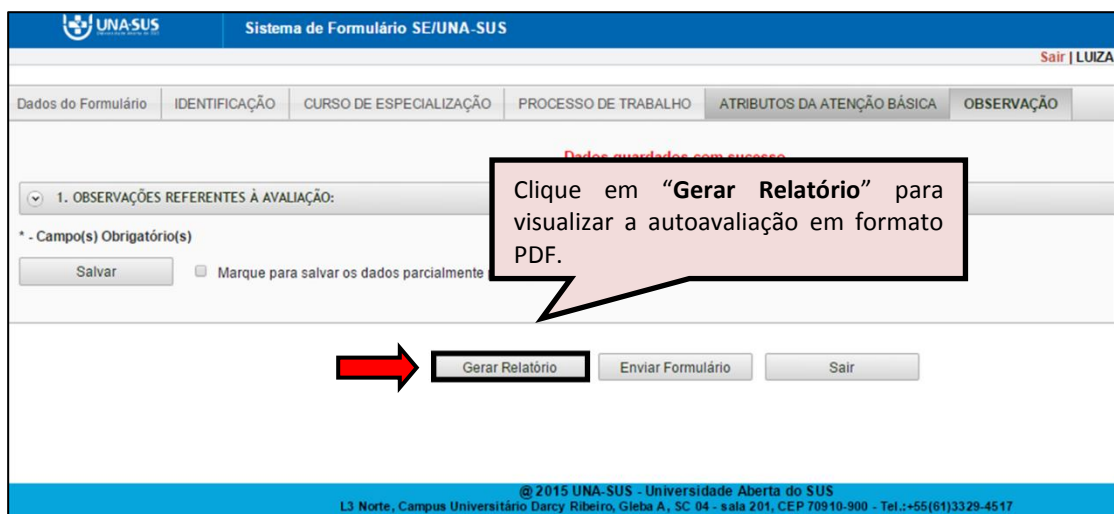 UNA-SUS
Sistema de Formulário SE/UNA-SUS
Sair | LUIZA
Dados do Formulário
IDENTIFICAÇÃO
CURSO DE ESPECIALIZAÇÃO
PROCESSO DE TRABALHO
ATRIBUTOS DA ATENÇÃO BÁSICA
OBSERVAÇÃO
Dados guardados com sucesso
1. OBSERVAÇÕES REFERENTES À AVALIAÇÃO:
Clique em “Gerar Relatório” para
visualizar a autoavaliação em formato
PDF.
* - Campo(s) Obrigatório(s)
Salvar
Marque para salvar os dados parcialmente
Gerar Relatório
Enviar Formulário
Sair
@ 2015 UNA-SUS - Universidade Aberta do SUS
L3 Norte, Campus Universitário Darcy Ribeiro, Gleba A, SC 04 - sala 201, CEP 70910-900 - Tel.:+55(61)3329-4517